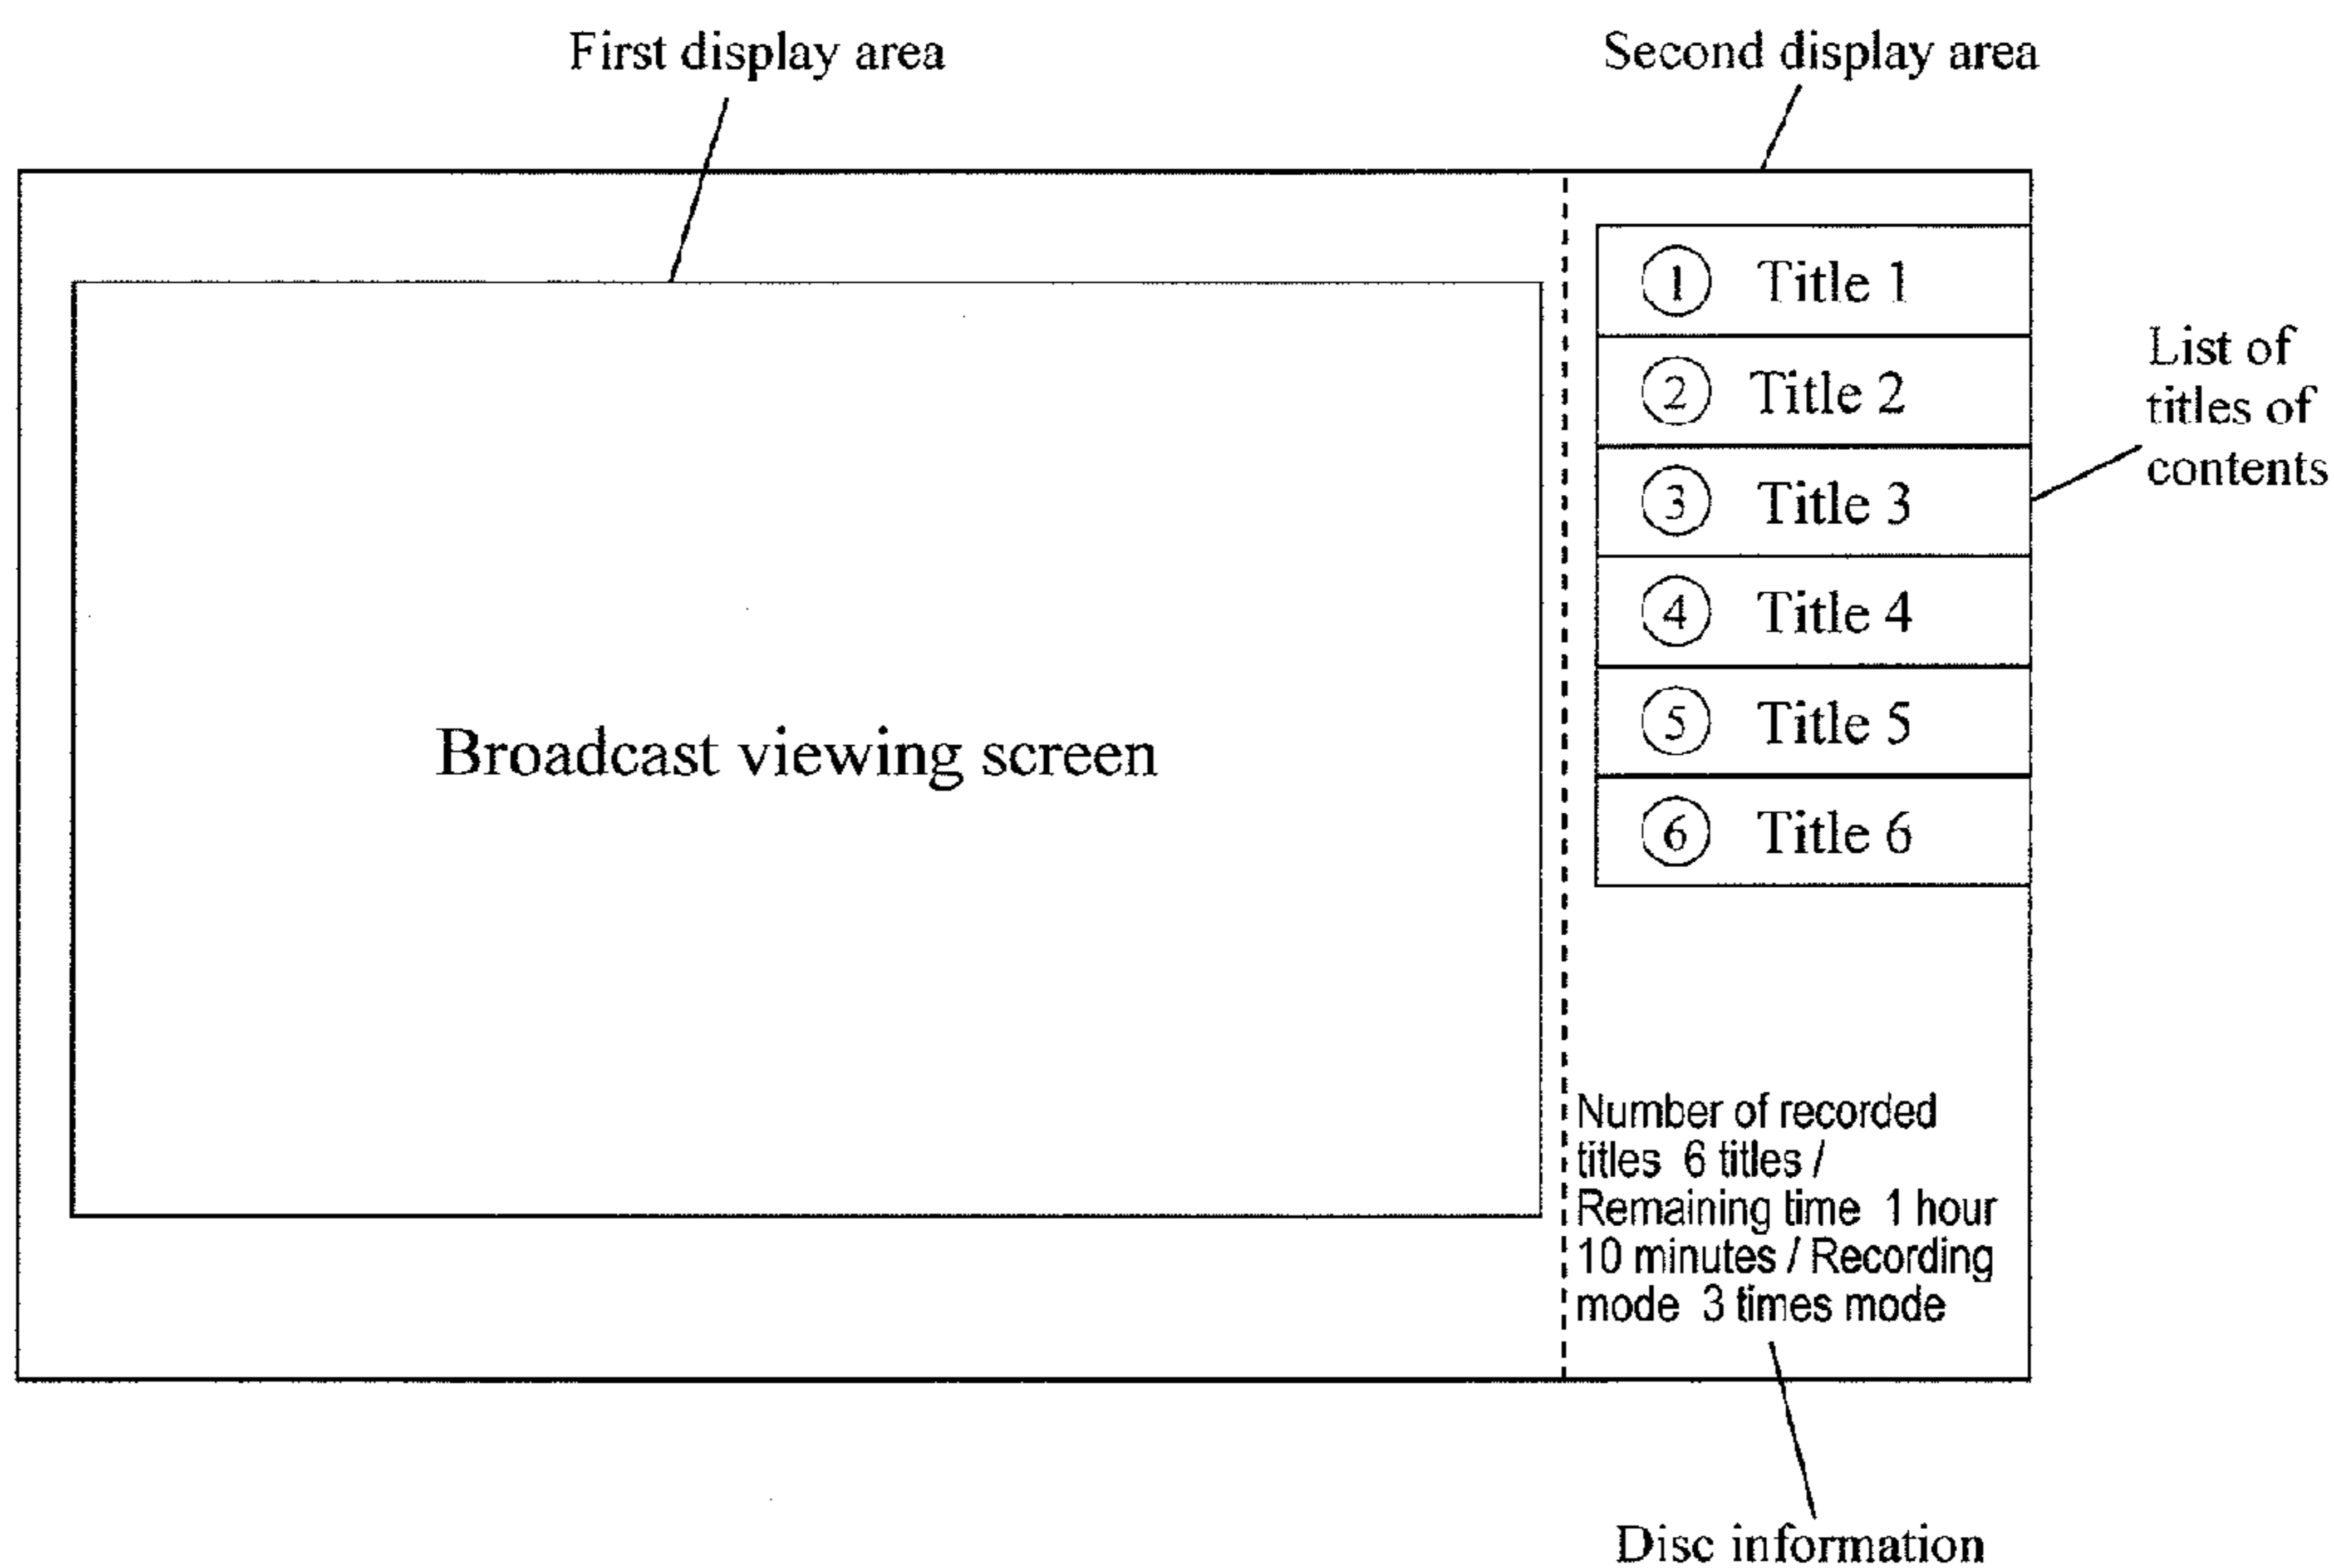 First display area
Second display area
① Title 1
② Title 2
③ Title 3
④ Title 4
⑤ Title 5
⑥ Title 6
List of
titles of
contents
Broadcast viewing screen
Number of recorded
titles 6 titles /
Remaining time 1 hour
10 minutes / Recording
mode 3 times mode
Disc information